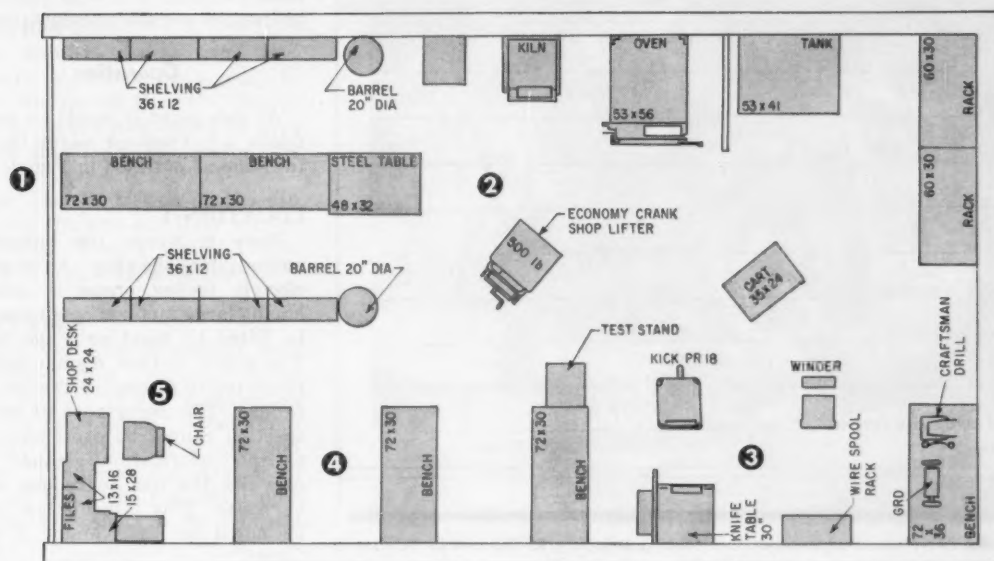 SHELVING
36 x 12
BARREL
20" DIA
KILN
OVEN
53 x 56
TANK
53 x 41
60 x 30
RACK
60 x 30
RACK
1
BENCH
72 x 30
BENCH
72 x 30
STEEL TABLE
48 x 32
2
ECONOMY CRANK
SHOP LIFTER
500 lb
SHELVING
36 x 12
BARREL 20" DIA
CART
35 x 24
SHOP DESK
24 x 24
5
CHAIR
FILES
13 x 16
15 x 28
72 x 30
BENCH
4
72 x 30
BENCH
TEST STAND
72 x 30
BENCH
KICK PR 18
3
KNIFE
TABLE
30"
WINDER
WIRE SPOOL
RACK
CRAFTSMAN
DRILL
GRD
72
x
36
BENCH